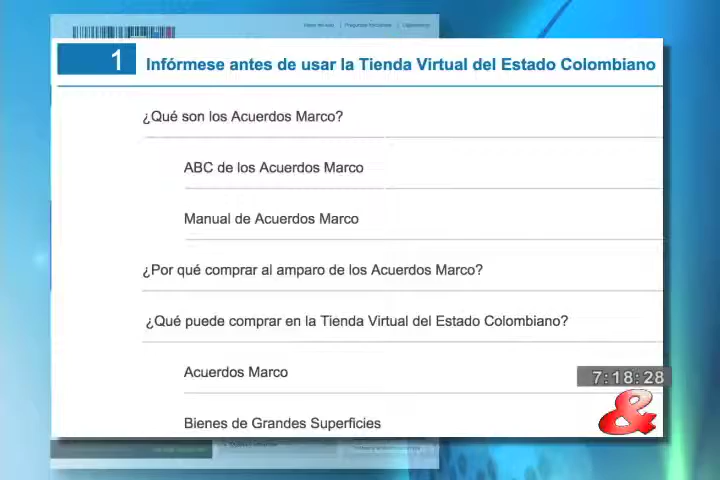 1 Infórmese antes de usar la Tienda Virtual del Estado Colombiano
¿Qué son los Acuerdos Marco?
ABC de los Acuerdos Marco
Manual de Acuerdos Marco
¿Por qué comprar al amparo de los Acuerdos Marco?
¿Qué puede comprar en la Tienda Virtual del Estado Colombiano?
Acuerdos Marco
7:18:28
&
Bienes de Grandes Superficies